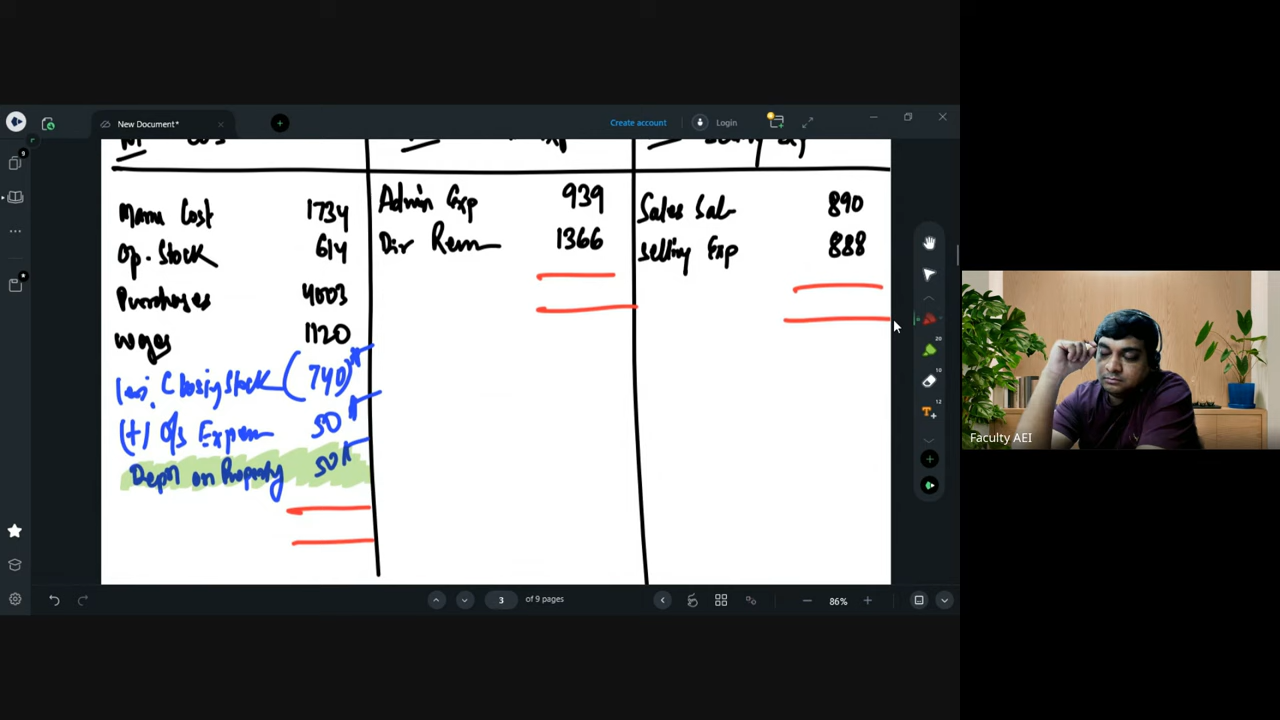 Create account
Login
New Document*
Manu Cost 1734
Op. Stock 614
Purchases 4003
Wages 1120
(Les). Closing Stock (740)
(+) O/s Expen 50
Depn on Property 50
Admin Exp 939
Dir Rem 1366
Sales Sal 890
Selling Exp 888
Faculty AEI
3 of 9 pages
86%